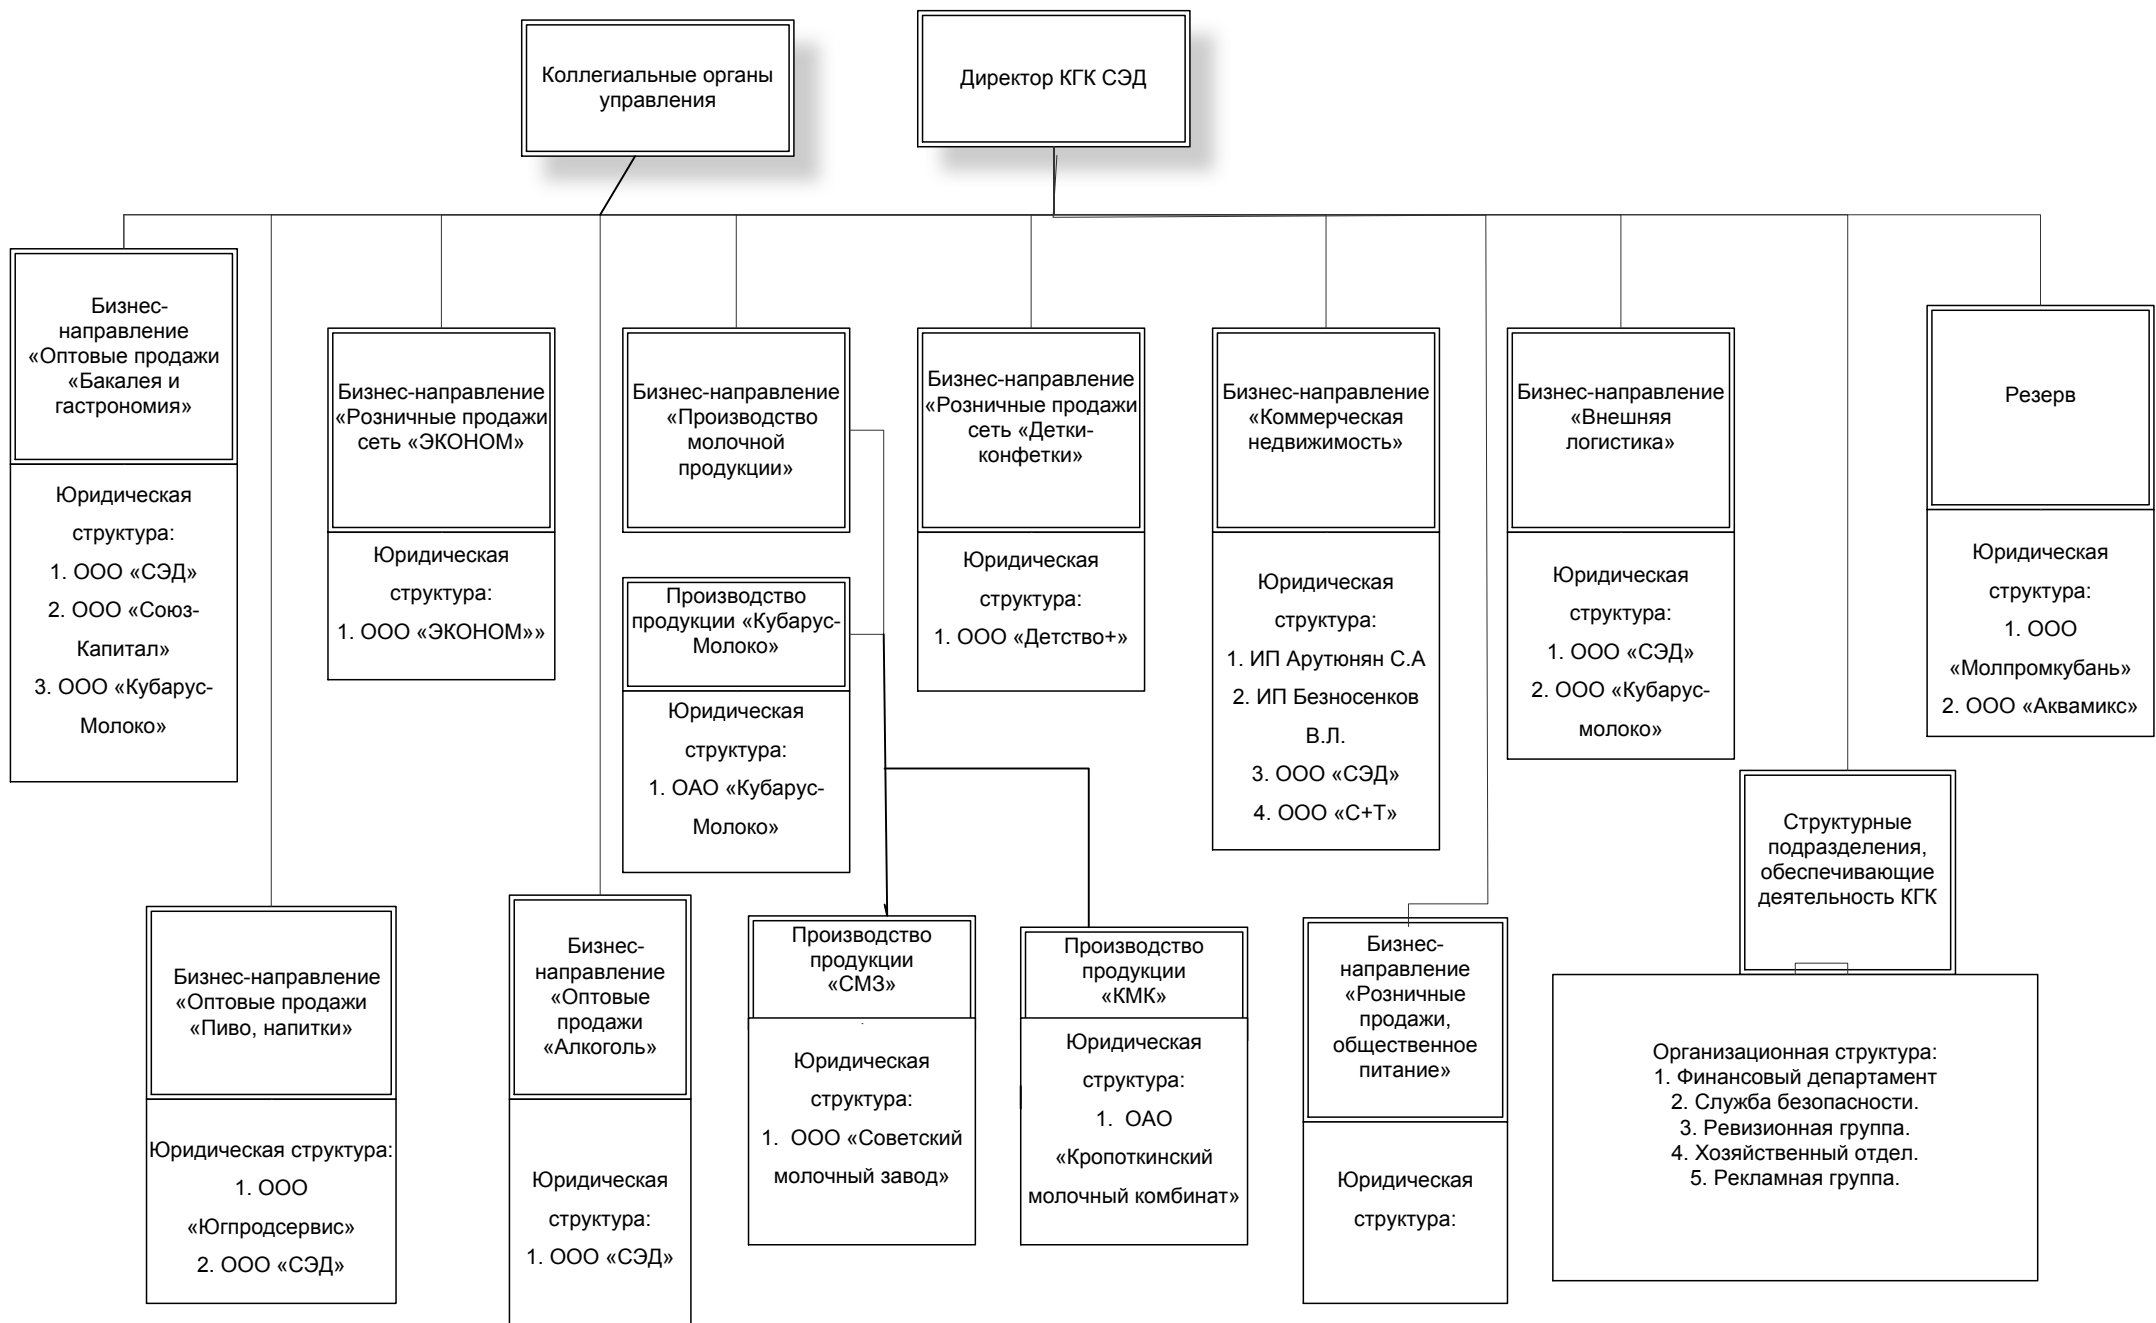 Коллегиальные органы
управления
Директор КГК СЭД
Бизнес-
направление
«Оптовые продажи
«Бакалея и
гастрономия»
Юридическая
структура:
1. ООО «СЭД»
2. ООО «Союз-
Капитал»
3. ООО «Кубарус-
Молоко»
Бизнес-направление
«Розничные продажи
сеть «ЭКОНОМ»
Юридическая
структура:
1. ООО «ЭКОНОМ»»
Бизнес-направление
«Производство
молочной
продукции»
Производство
продукции «Кубарус-
Молоко»
Юридическая
структура:
1. ОАО «Кубарус-
Молоко»
Бизнес-направление
«Розничные продажи
сеть «Детки-
конфетки»
Юридическая
структура:
1. ООО «Детство+»
Бизнес-направление
«Коммерческая
недвижимость»
Юридическая
структура:
1. ИП Арутюнян С.А
2. ИП Безносенков
В.Л.
3. ООО «СЭД»
4. ООО «С+Т»
Бизнес-направление
«Внешняя
логистика»
Юридическая
структура:
1. ООО «СЭД»
2. ООО «Кубарус-
молоко»
Резерв
Юридическая
структура:
1. ООО
«Молпромкубань»
2. ООО «Аквамикс»
Бизнес-направление
«Оптовые продажи
«Пиво, напитки»
Юридическая структура:
1. ООО
«Югпродсервис»
2. ООО «СЭД»
Бизнес-
направление
«Оптовые
продажи
«Алкоголь»
Юридическая
структура:
1. ООО «СЭД»
Производство
продукции
«СМЗ»
Юридическая
структура:
1. ООО «Советский
молочный завод»
Производство
продукции
«КМК»
Юридическая
структура:
1. ОАО
«Кропоткинский
молочный комбинат»
Бизнес-
направление
«Розничные
продажи,
общественное
питание»
Юридическая
структура:
Структурные
подразделения,
обеспечивающие
деятельность КГК
Организационная структура:
1. Финансовый департамент
2. Служба безопасности.
3. Ревизионная группа.
4. Хозяйственный отдел.
5. Рекламная группа.